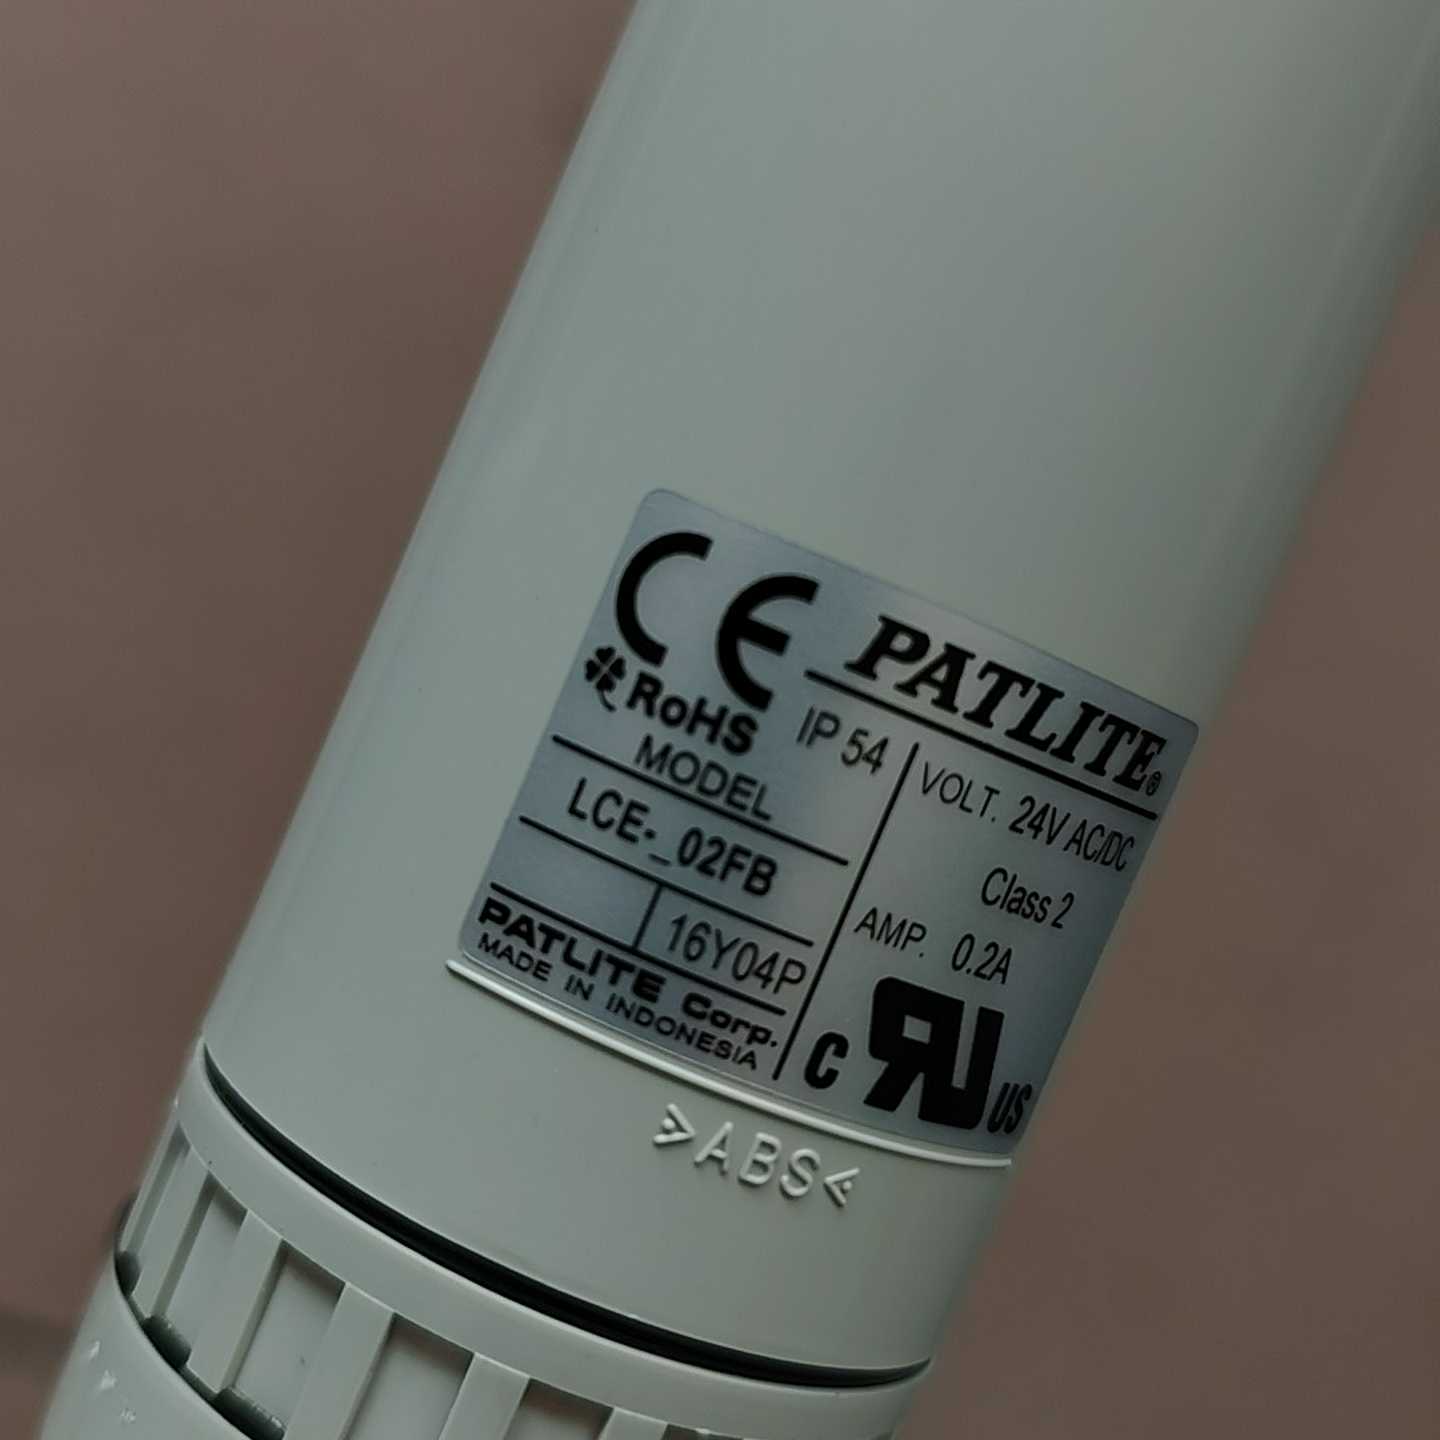 CE
PATLITE®
RoHS
IP 54
MODEL
LCE-_02FB
16Y04P
PATLITE Corp.
MADE IN INDONESIA
VOLT. 24V AC/DC
Class 2
AMP. 0.2A
C RU US
>ABS<